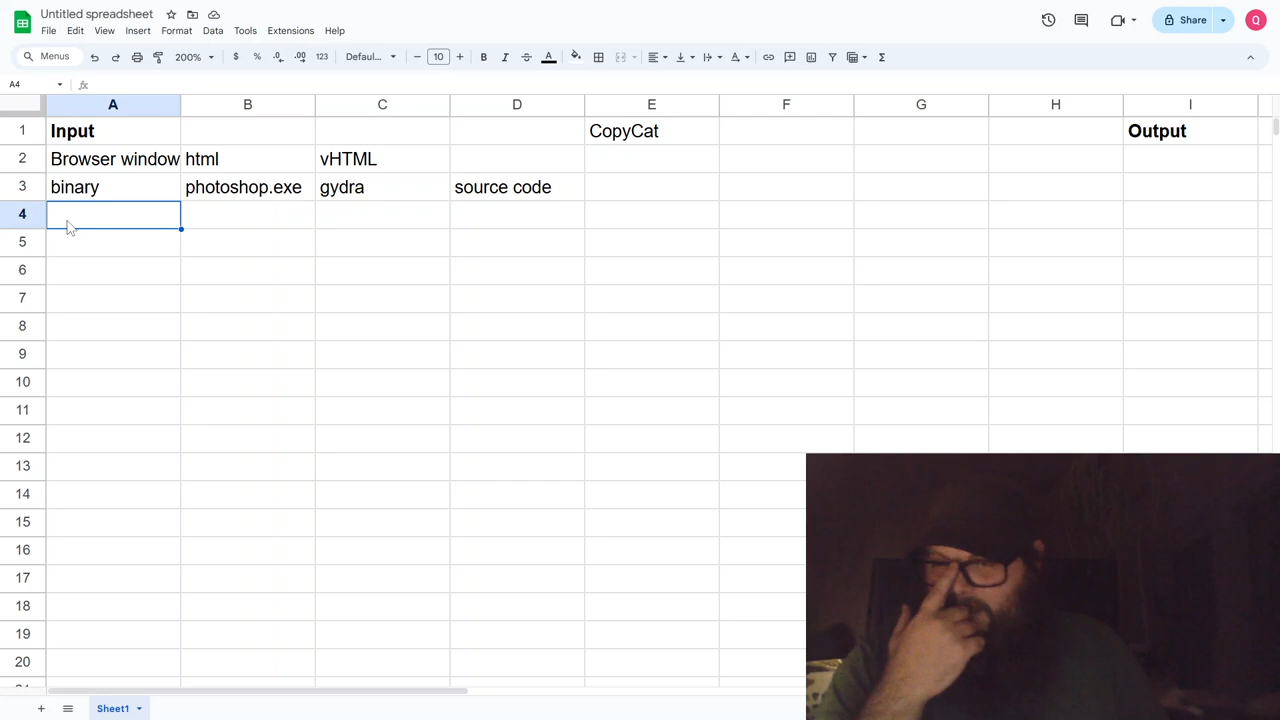 Untitled spreadsheet
File Edit View Insert Format Data Tools Extensions Help
Share
Q
Menus 200% $ % .0 .00 123 Defaul... - 10 + B I A Σ
A4 fx
A B C D E F G H I
1 Input CopyCat Output
2 Browser window html vHTML
3 binary photoshop.exe gydra source code
4
5
6
7
8
9
10
11
12
13
14
15
16
17
18
19
20
+ Sheet1